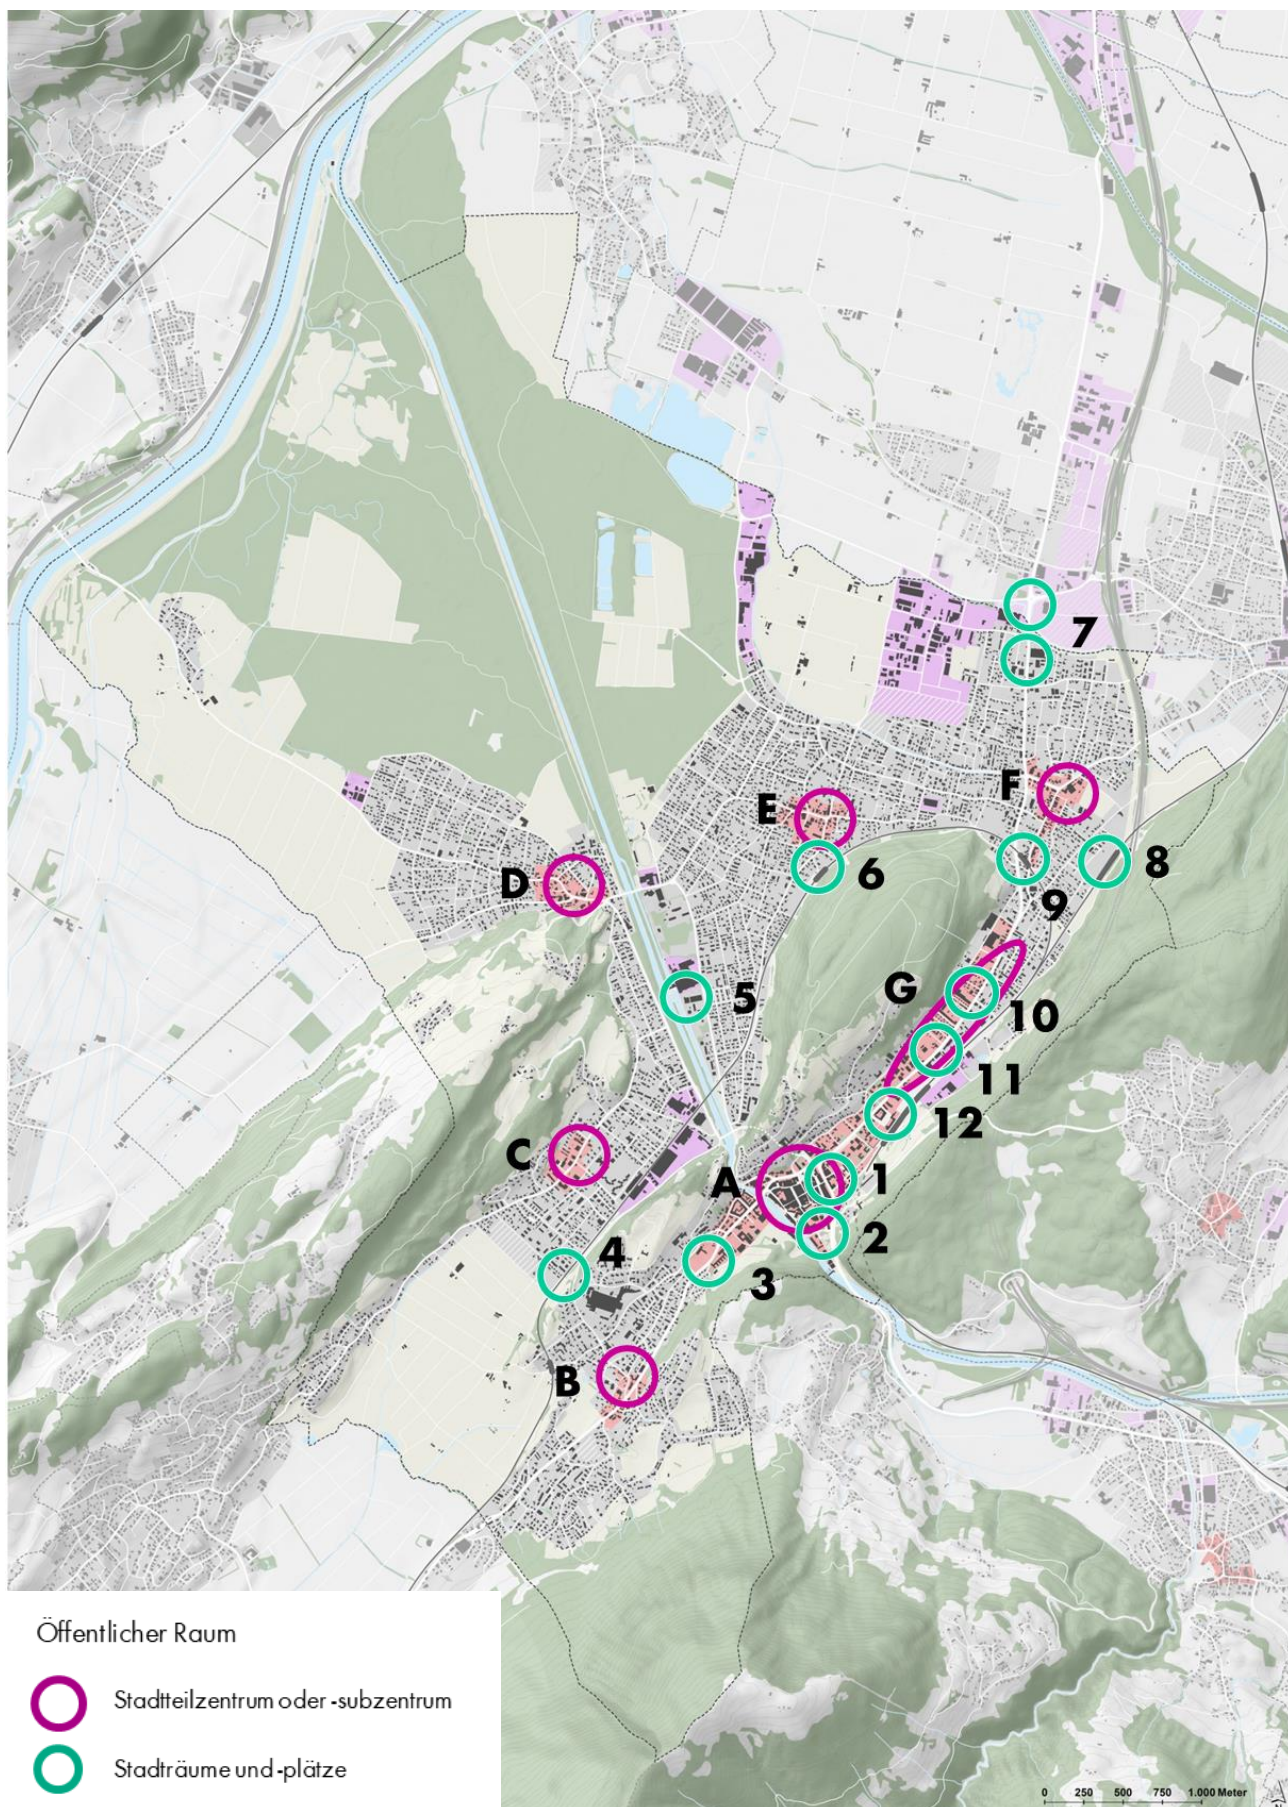 7
F
E
8
6
D
9
G
5
10
11
12
C
A
1
2
4
3
B
Öffentlicher Raum
Stadtteilzentrum oder -subzentrum
Stadträume und -plätze
0 250 500 750 1.000 Meter